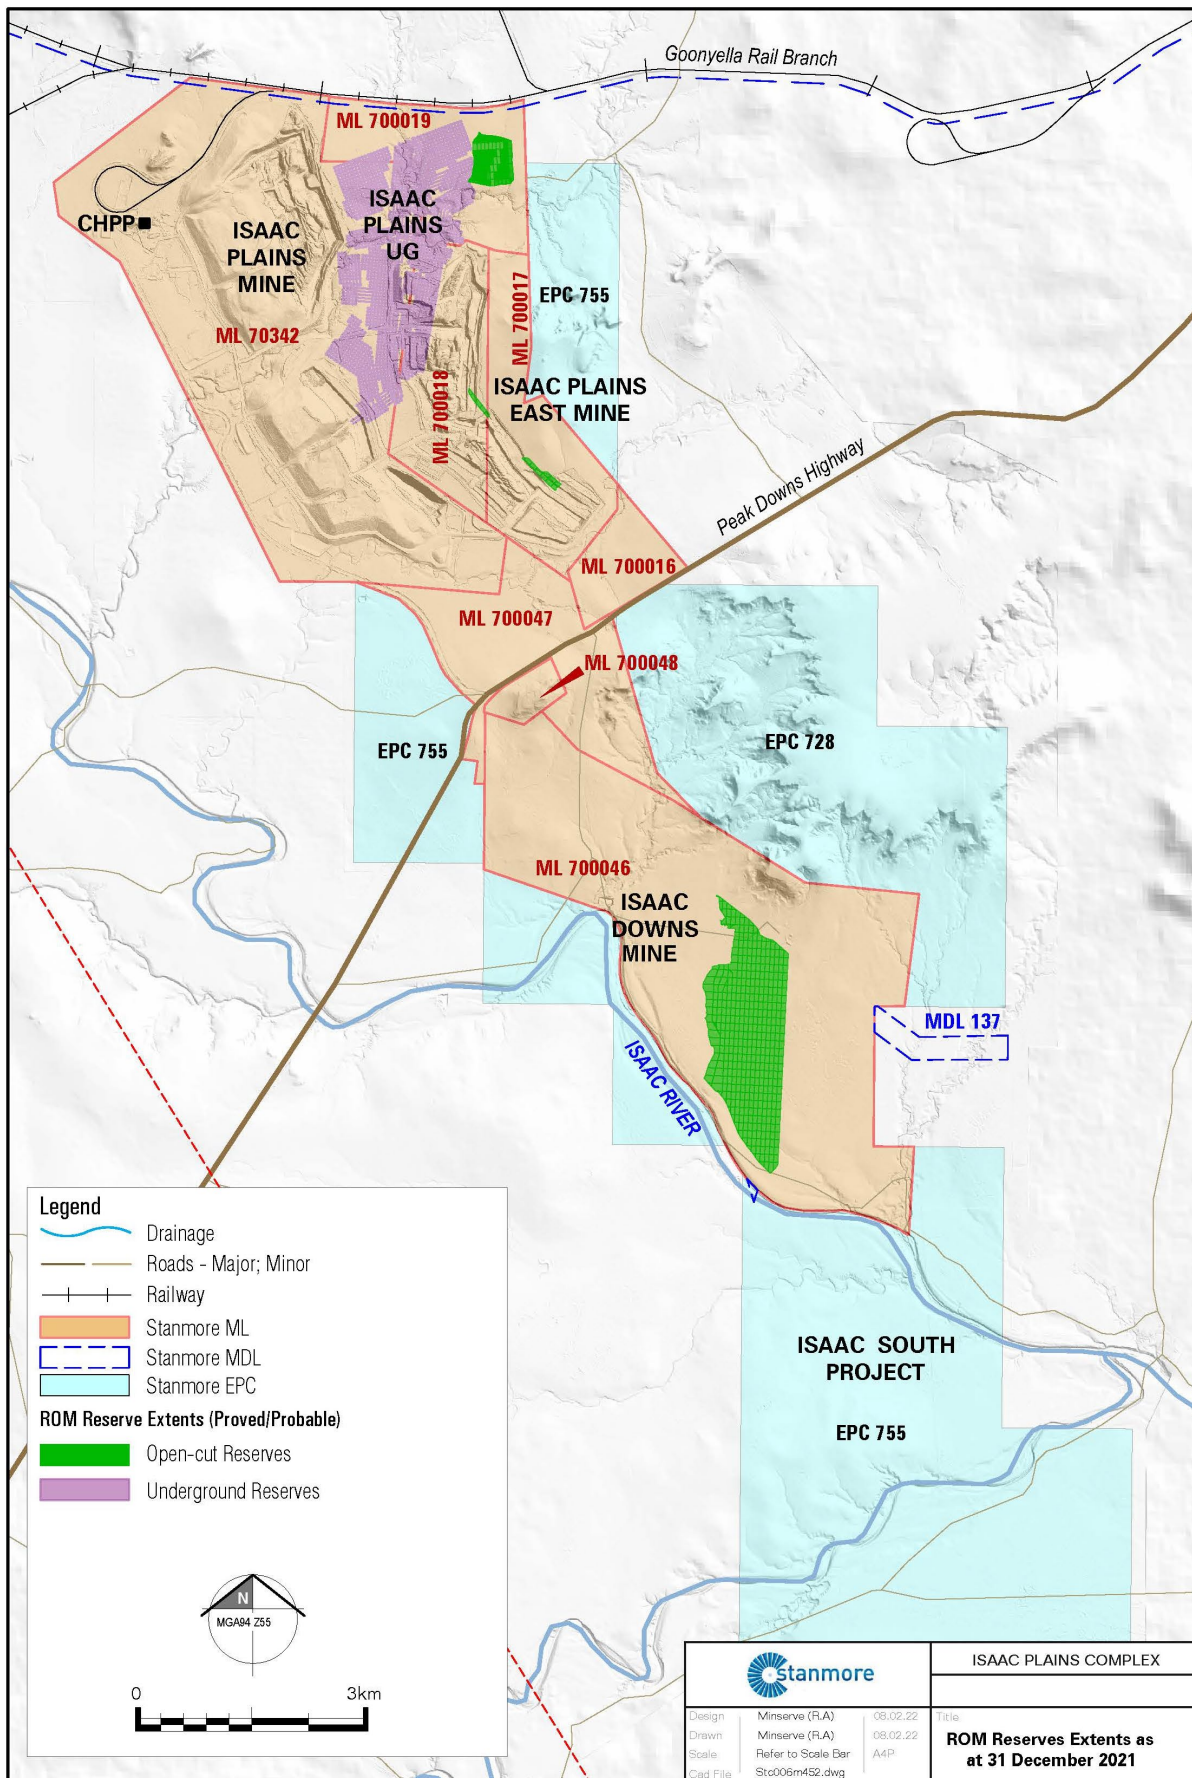 Goonyella Rail Branch
ML 700019
ISAAC
PLAINS
UG
CHPP
ISAAC
PLAINS
MINE
ML 70342
ML 700017
EPC 755
ML 700018
ISAAC PLAINS
EAST MINE
Peak Downs Highway
ML 700016
ML 700047
ML 700048
EPC 755
EPC 728
ML 700046
ISAAC
DOWNS
MINE
MDL 137
ISAAC RIVER
ISAAC SOUTH
PROJECT
EPC 755
Legend
Drainage
Roads - Major; Minor
Railway
Stanmore ML
Stanmore MDL
Stanmore EPC
ROM Reserve Extents (Proved/Probable)
Open-cut Reserves
Underground Reserves
N
MGA94 Z55
0 3km
stanmore
ISAAC PLAINS COMPLEX
Design Minserve (R.A) 08.02.22
Drawn Minserve (R.A) 08.02.22
Scale Refer to Scale Bar A4P
Cad File Stc006m452.dwg
Title
ROM Reserves Extents as
at 31 December 2021